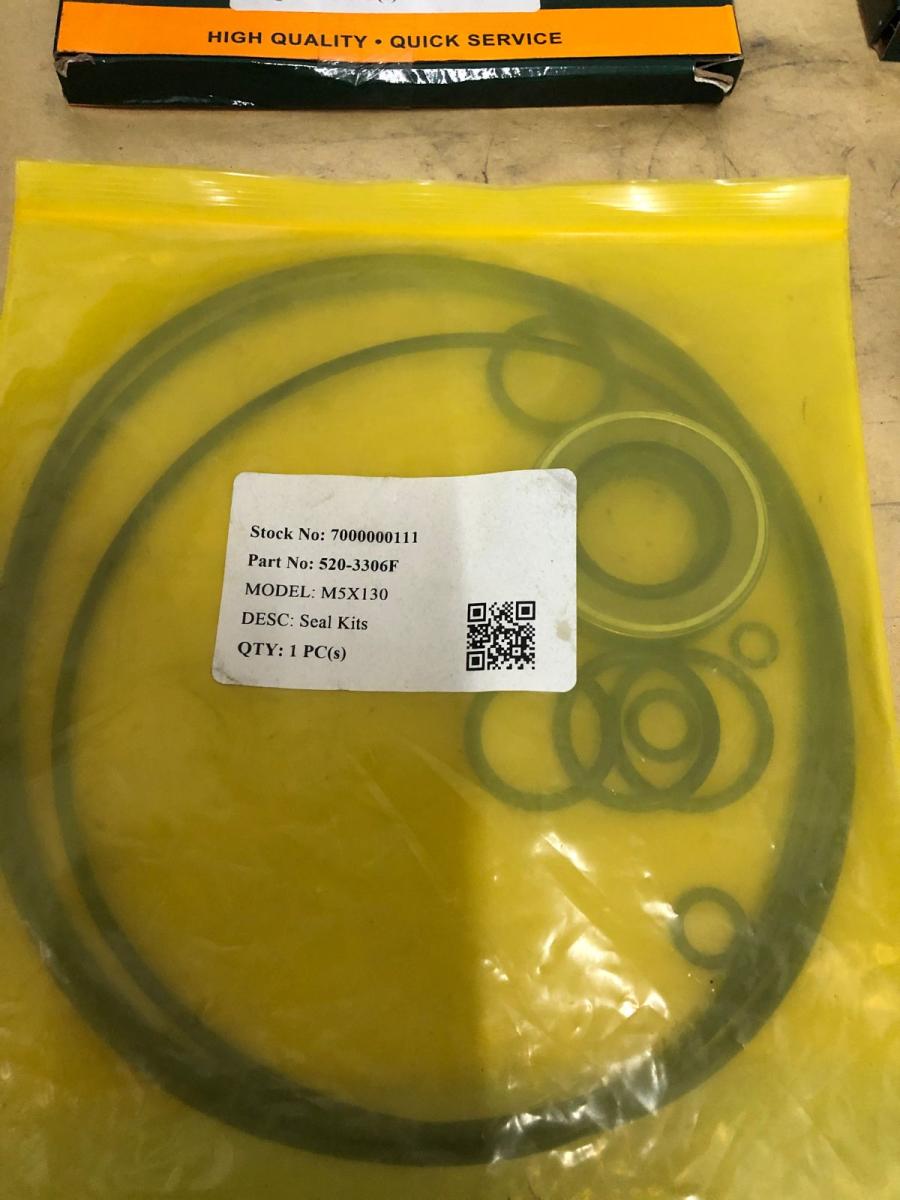 HIGH QUALITY • QUICK SERVICE
Stock No: 7000000111
Part No: 520-3306F
MODEL: M5X130
DESC: Seal Kits
QTY: 1 PC(s)